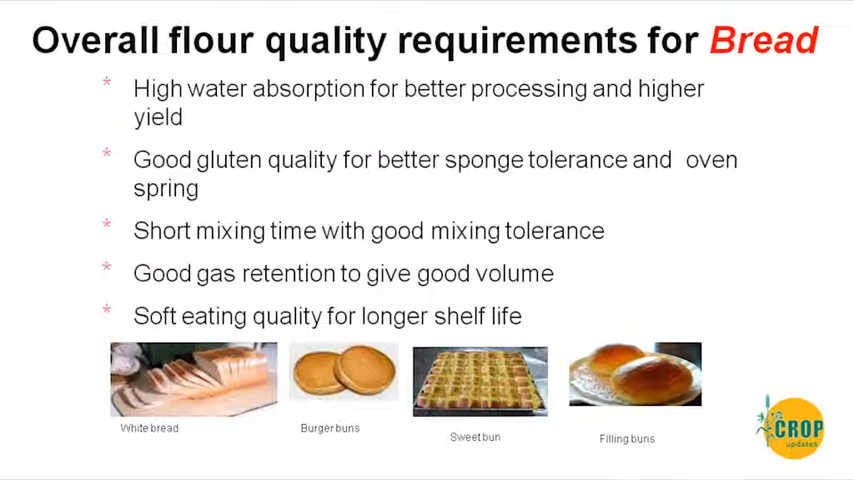 Overall flour quality requirements for Bread
* High water absorption for better processing and higher
yield
* Good gluten quality for better sponge tolerance and oven
spring
* Short mixing time with good mixing tolerance
* Good gas retention to give good volume
* Soft eating quality for longer shelf life
White bread
Burger buns
Sweet bun
Filling buns
CROP
updates